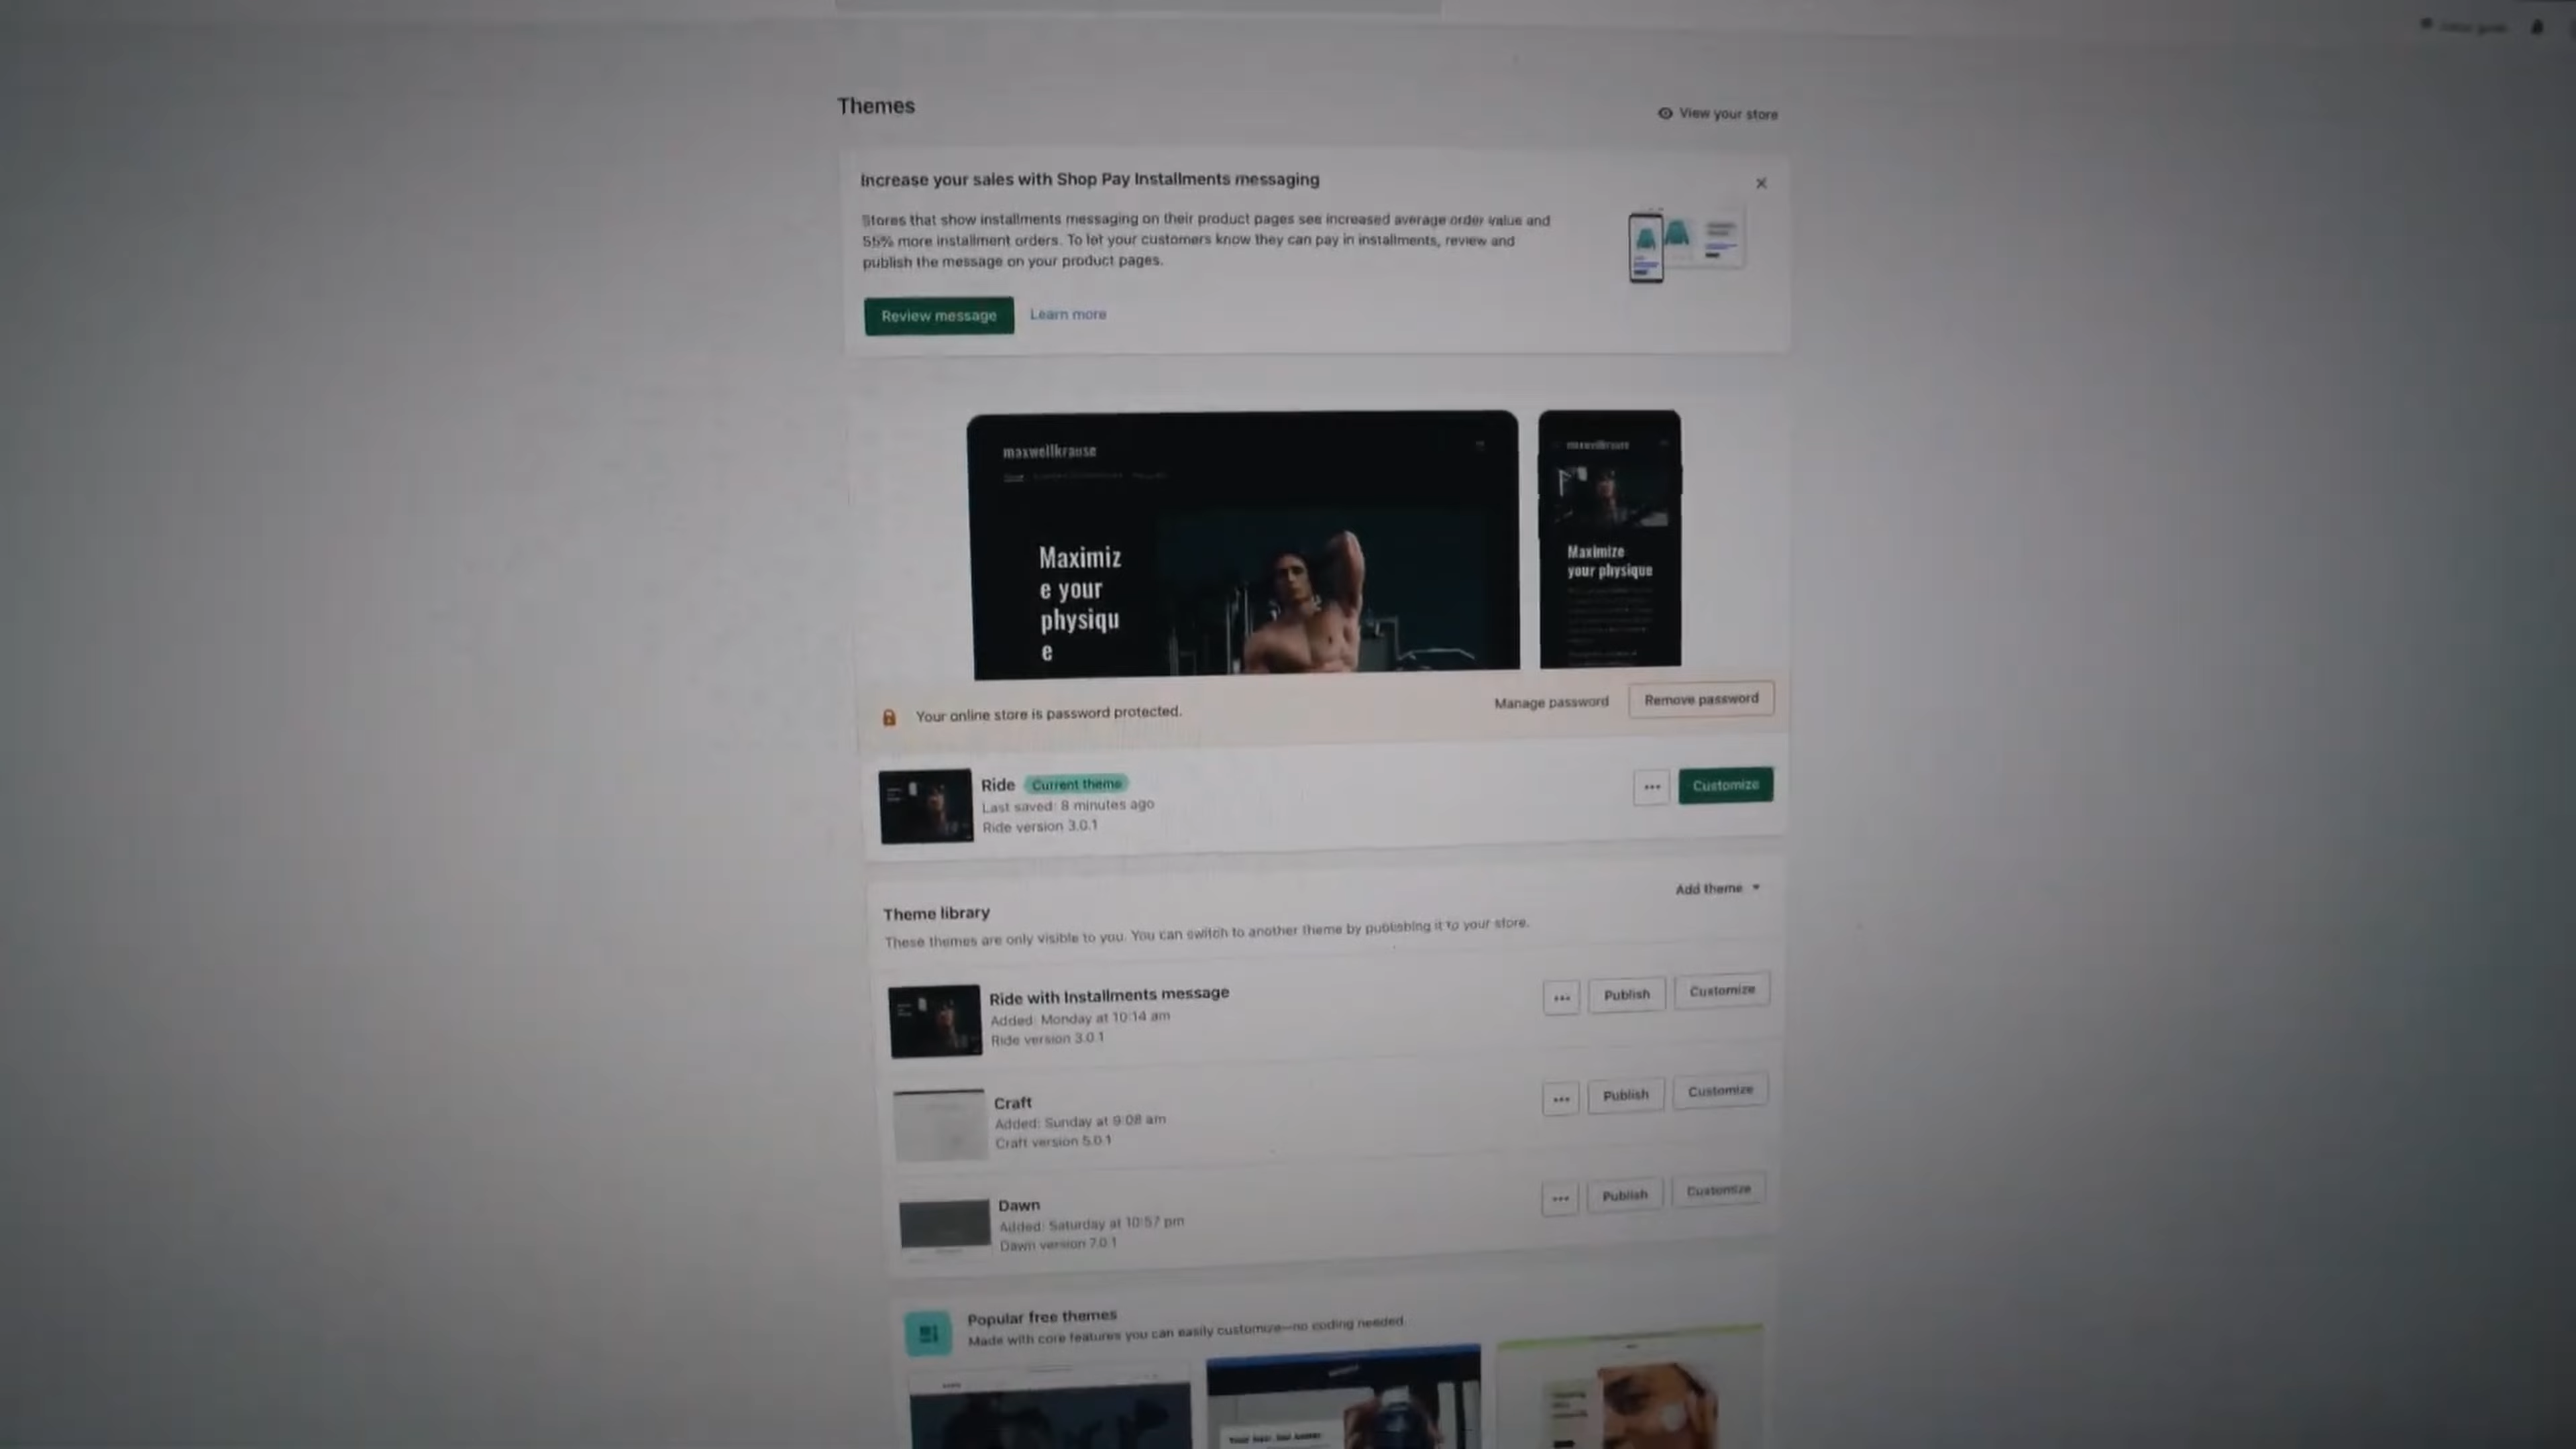 Themes
View your store
Increase your sales with Shop Pay Installments messaging
Stores that show installments messaging on their product pages see increased average order value and
55% more installment orders. To let your customers know they can pay in installments, review and
publish the message on your product pages.
Review message
Learn more
maxwellkrause
Maximiz
e your
physiqu
e
maxwellkrause
Maximize
your physique
Your online store is password protected.
Manage password
Remove password
Ride
Current theme
Last saved: 8 minutes ago
Ride version 3.0.1
Customize
Add theme
Theme library
These themes are only visible to you. You can switch to another theme by publishing it to your store.
Ride with Installments message
Added: Monday at 10:14 am
Ride version 3.0.1
Publish
Customize
Craft
Added: Sunday at 9:08 am
Craft version 5.0.1
Publish
Customize
Dawn
Added: Saturday at 10:57 pm
Dawn version 7.0.1
Publish
Customize
Popular free themes
Made with core features you can easily customize—no coding needed